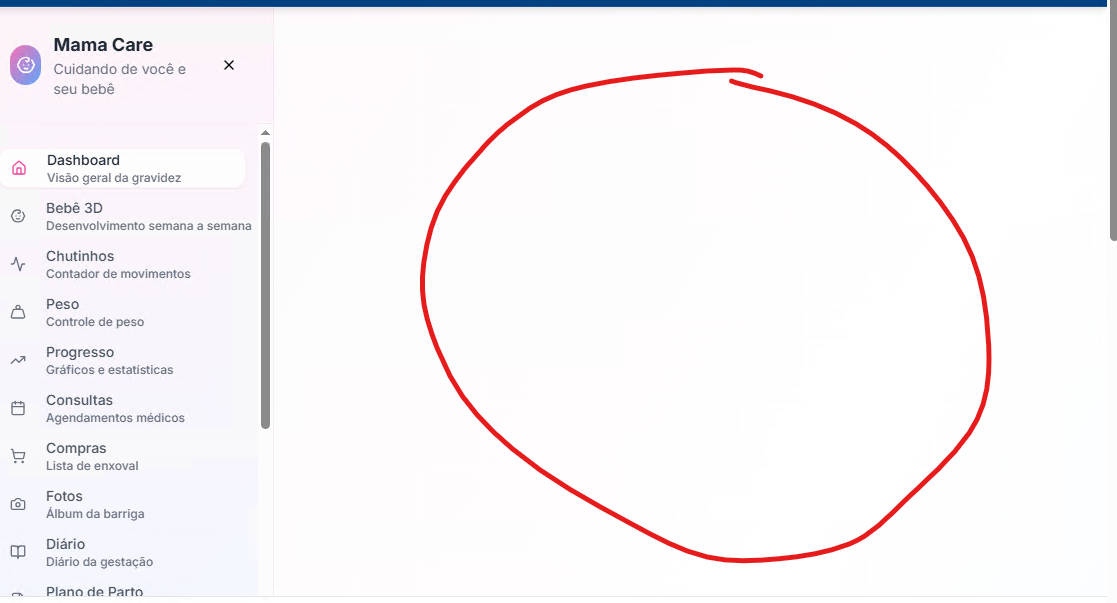 Mama Care
Cuidando de você e
seu bebê
Dashboard
Visão geral da gravidez
Bebê 3D
Desenvolvimento semana a semana
Chutinhos
Contador de movimentos
Peso
Controle de peso
Progresso
Gráficos e estatísticas
Consultas
Agendamentos médicos
Compras
Lista de enxoval
Fotos
Álbum da barriga
Diário
Diário da gestação
Plano de Parto